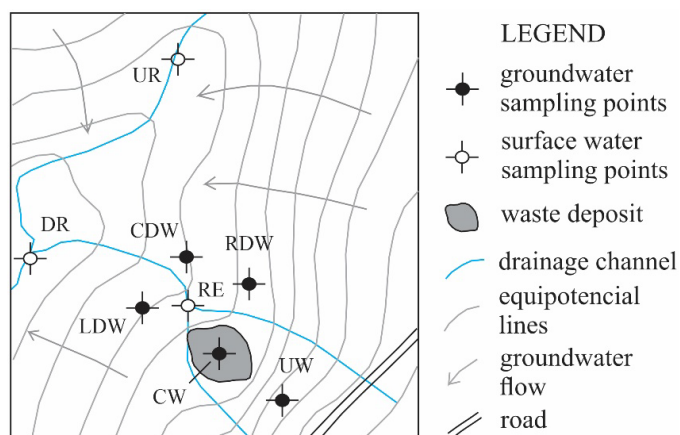 UR
DR
CDW
RDW
RE
LDW
UW
CW
LEGEND
groundwater
sampling points
surface water
sampling points
waste deposit
drainage channel
equipotencial
lines
groundwater
flow
road